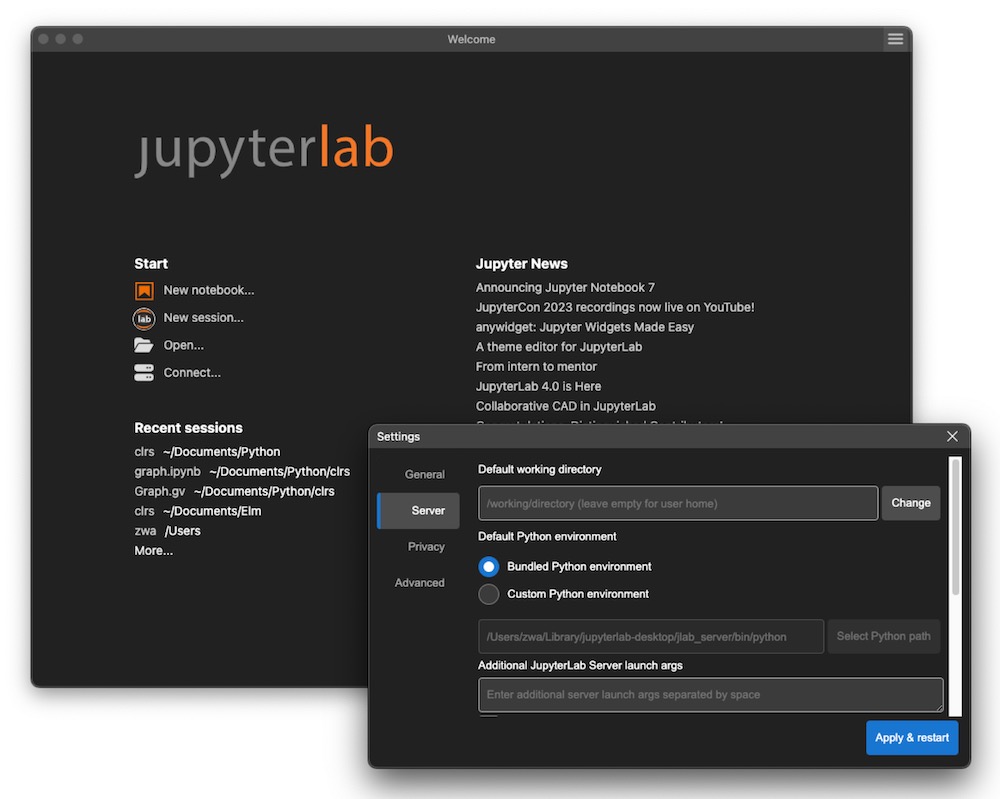 Welcome
jupyterlab
Start
New notebook...
lab New session...
Open...
Connect...
Recent sessions
clrs ~/Documents/Python
graph.ipynb ~/Documents/Python/clrs
Graph.gv ~/Documents/Python/clrs
clrs ~/Documents/Elm
zwa /Users
More...
Jupyter News
Announcing Jupyter Notebook 7
JupyterCon 2023 recordings now live on YouTube!
anywidget: Jupyter Widgets Made Easy
A theme editor for JupyterLab
From intern to mentor
JupyterLab 4.0 is Here
Collaborative CAD in JupyterLab
Settings
General
Server
Privacy
Advanced
Default working directory
/working/directory (leave empty for user home)
Change
Default Python environment
Bundled Python environment
Custom Python environment
/Users/zwa/Library/jupyterlab-desktop/jlab_server/bin/python
Select Python path
Additional JupyterLab Server launch args
Enter additional server launch args separated by space
Apply & restart